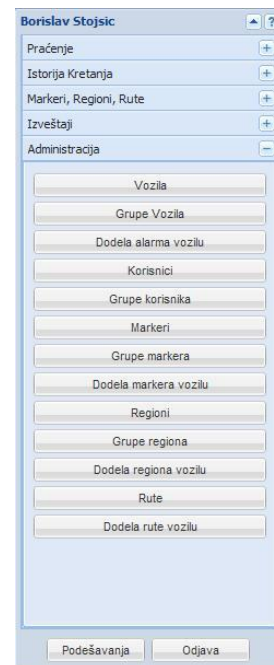 Borislav Stojsic
?
Praćenje
+
Istorija Kretanja
+
Markeri, Regioni, Rute
+
Izveštaji
+
Administracija
−
Vozila
Grupe Vozila
Dodela alarma vozilu
Korisnici
Grupe korisnika
Markeri
Grupe markera
Dodela markera vozilu
Regioni
Grupe regiona
Dodela regiona vozilu
Rute
Dodela rute vozilu
Podešavanja
Odjava